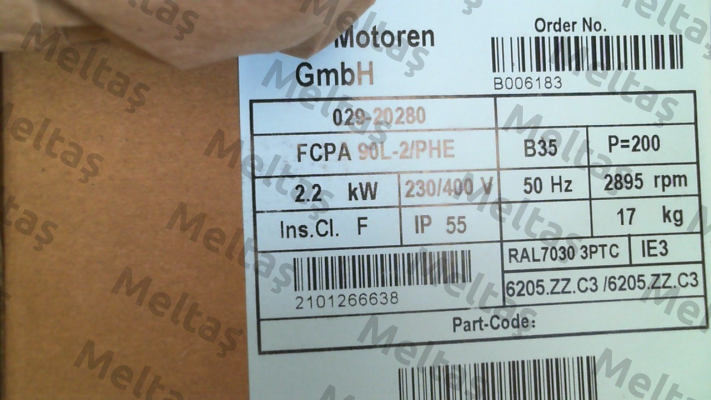 Motoren
GmbH
Order No.
B006183
029-20280
FCPA 90L-2/PHE
B35
P=200
2.2 kW
230/400 V
50 Hz
2895 rpm
Ins.Cl. F
IP 55
17 kg
2101266638
RAL7030 3PTC
IE3
6205.ZZ.C3 /6205.ZZ.C3
Part-Code:
Meltaş